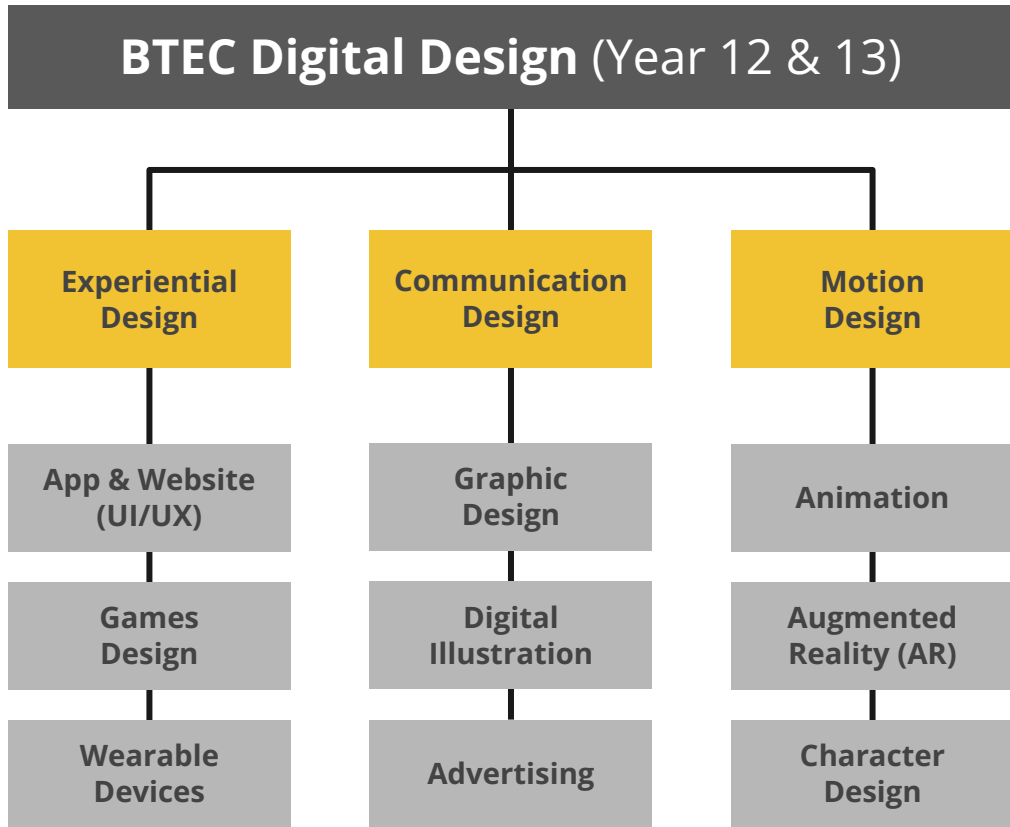 BTEC Digital Design (Year 12 & 13)
Experiential
Design
App & Website
(UI/UX)
Games
Design
Wearable
Devices
Communication
Design
Graphic
Design
Digital
Illustration
Advertising
Motion
Design
Animation
Augmented
Reality (AR)
Character
Design